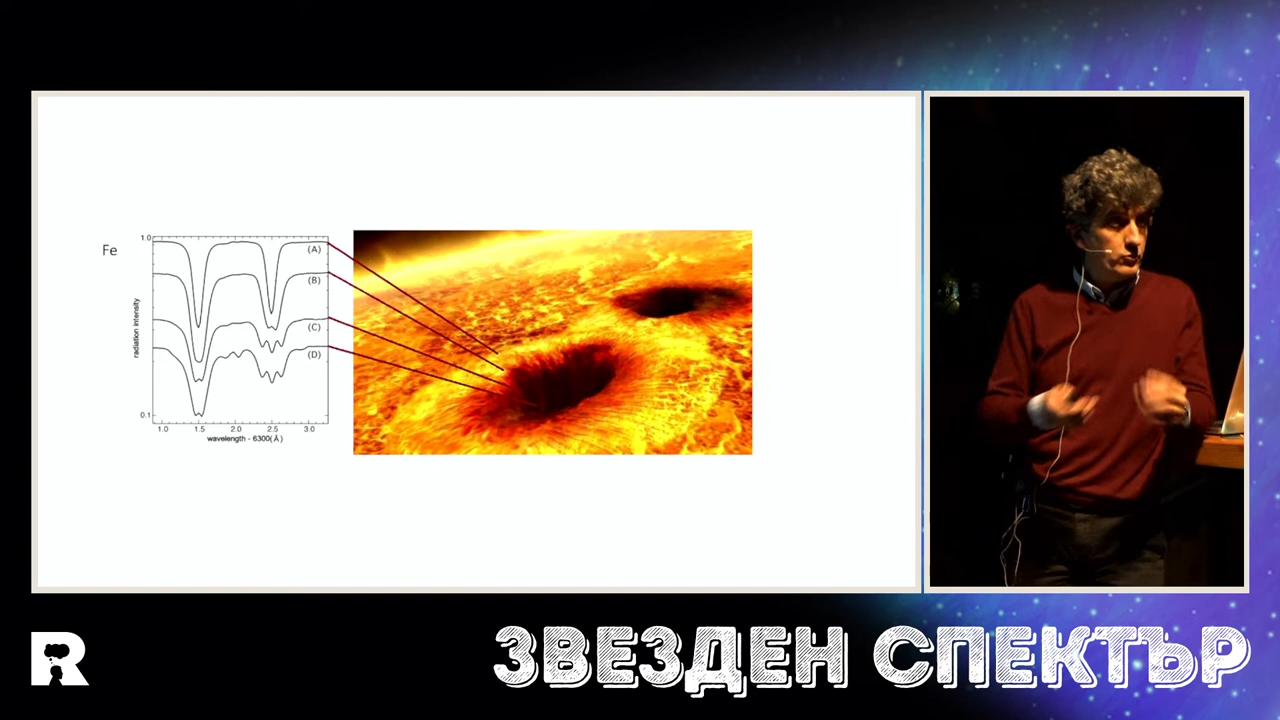 Fe
1.0
0.1
radiation intensity
(A)
(B)
(C)
(D)
1.0 1.5 2.0 2.5 3.0
wavelength - 6300(Å)
R
ЗВЕЗДЕН СПЕКТЪР